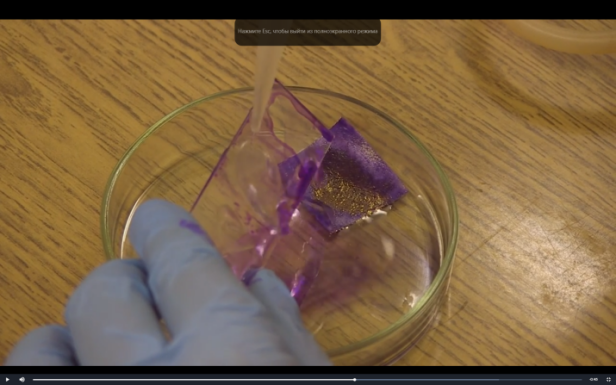 Нажмите Esc, чтобы выйти из полноэкранного режима